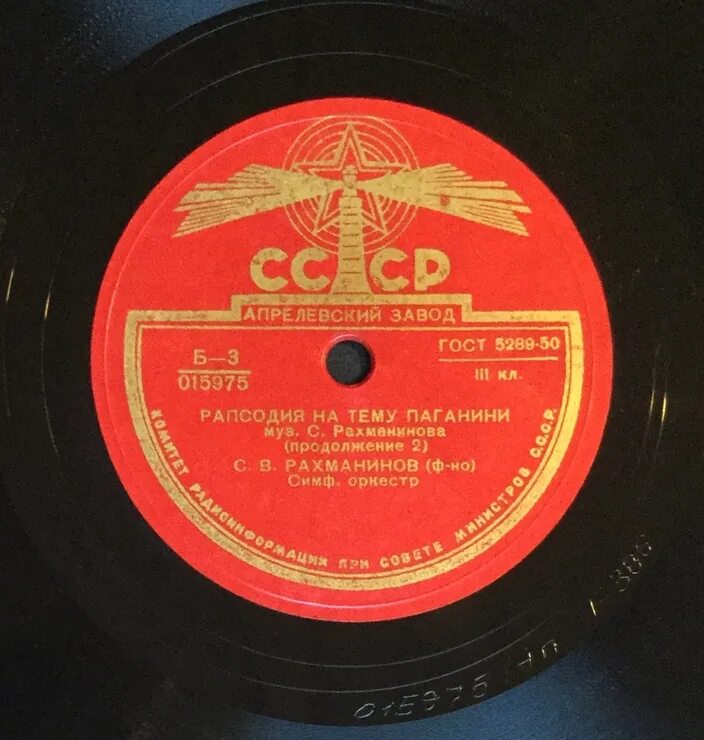 СССР
АПРЕЛЕВСКИЙ ЗАВОД
Б—3
015975
ГОСТ 5289-50
III кл.
РАПСОДИЯ НА ТЕМУ ПАГАНИНИ
муз. С. Рахманинова
(продолжение 2)
С. В. РАХМАНИНОВ (ф-но)
Симф. оркестр
КОМИТЕТ РАДИОИНФОРМАЦИИ ПРИ СОВЕТЕ МИНИСТРОВ С.С.С.Р.
015975